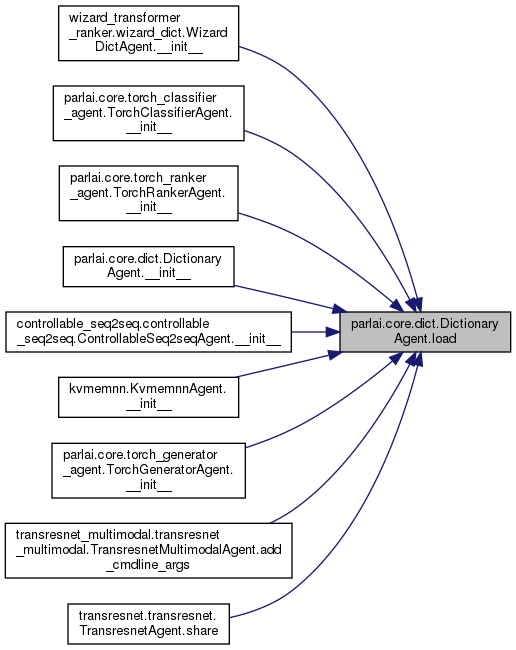 wizard_transformer
_ranker.wizard_dict.Wizard
DictAgent.__init__
parlai.core.torch_classifier
_agent.TorchClassifierAgent.
__init__
parlai.core.torch_ranker
_agent.TorchRankerAgent.
__init__
parlai.core.dict.Dictionary
Agent.__init__
controllable_seq2seq.controllable
_seq2seq.ControllableSeq2seqAgent.__init__
kvmemnn.KvmemnnAgent.
__init__
parlai.core.torch_generator
_agent.TorchGeneratorAgent.
__init__
transresnet_multimodal.transresnet
_multimodal.TransresnetMultimodalAgent.add
_cmdline_args
transresnet.transresnet.
TransresnetAgent.share
parlai.core.dict.Dictionary
Agent.load